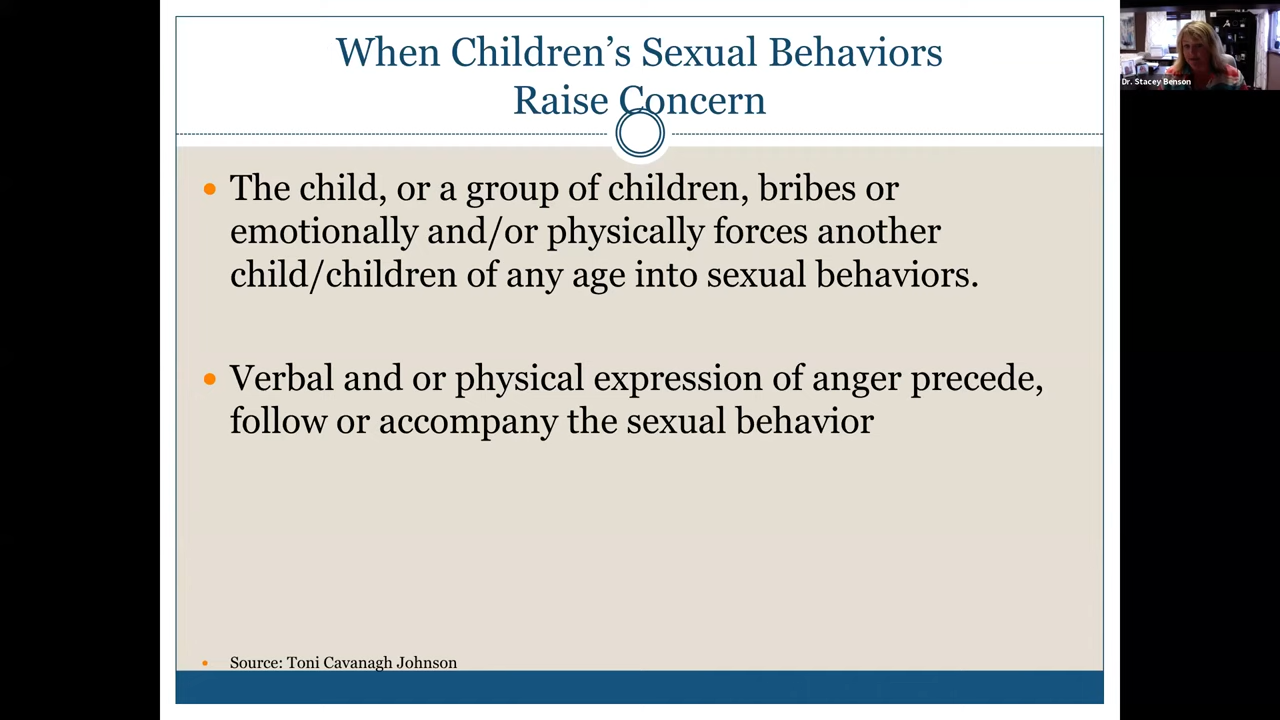 When Children’s Sexual Behaviors
Raise Concern
Dr. Stacey Benson
• The child, or a group of children, bribes or
emotionally and/or physically forces another
child/children of any age into sexual behaviors.
• Verbal and or physical expression of anger precede,
follow or accompany the sexual behavior
• Source: Toni Cavanagh Johnson